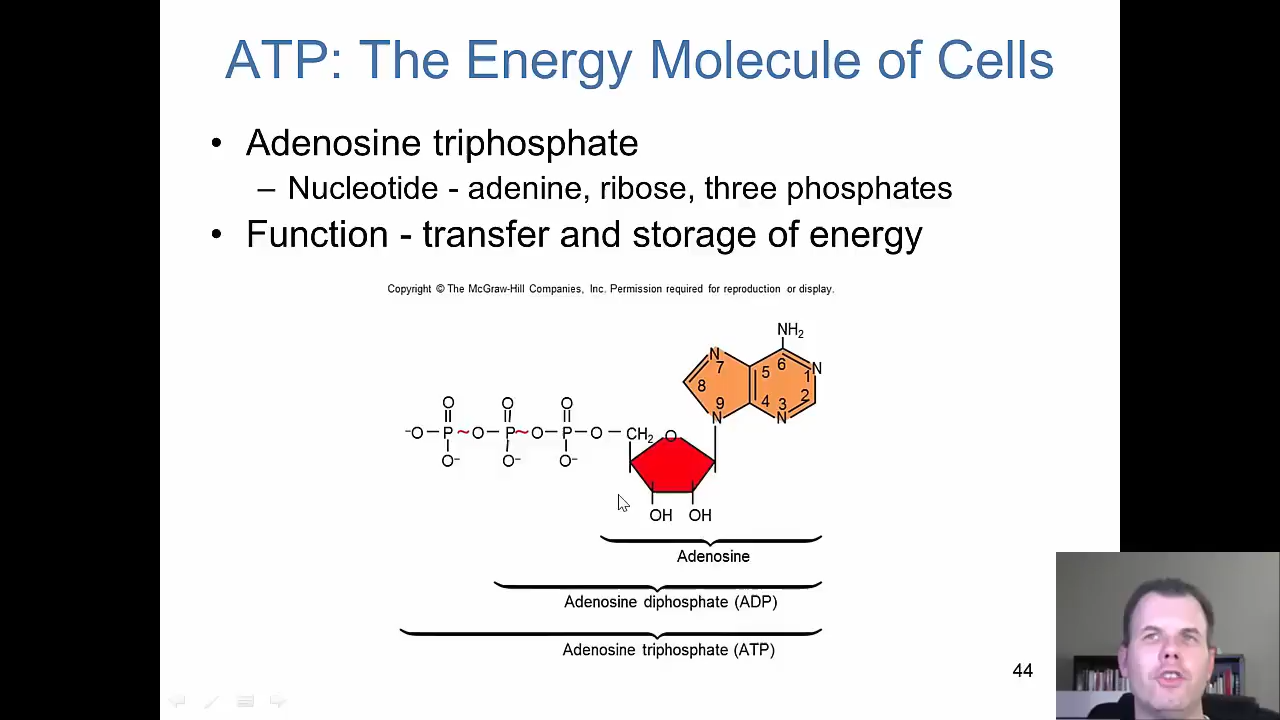 ATP: The Energy Molecule of Cells
• Adenosine triphosphate
– Nucleotide - adenine, ribose, three phosphates
• Function - transfer and storage of energy
Copyright © The McGraw-Hill Companies, Inc. Permission required for reproduction or display.
NH₂
N N
7 5 6 1
8 2
9 4 3
N N
O O O
⁻O P ~ O P ~ O P O CH₂ O
O⁻ O⁻ O⁻
OH OH
Adenosine
Adenosine diphosphate (ADP)
Adenosine triphosphate (ATP)
44